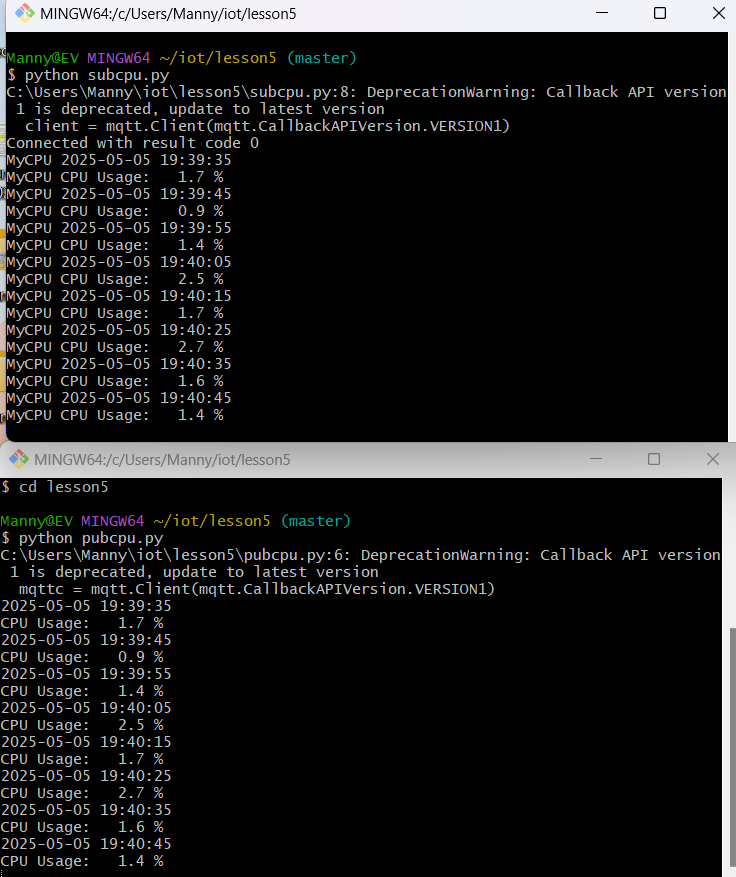 MINGW64:/c/Users/Manny/iot/lesson5
Manny@EV MINGW64 ~/iot/lesson5 (master)
$ python subcpu.py
C:\Users\Manny\iot\lesson5\subcpu.py:8: DeprecationWarning: Callback API version
 1 is deprecated, update to latest version
  client = mqtt.Client(mqtt.CallbackAPIVersion.VERSION1)
Connected with result code 0
MyCPU 2025-05-05 19:39:35
MyCPU CPU Usage:   1.7 %
MyCPU 2025-05-05 19:39:45
MyCPU CPU Usage:   0.9 %
MyCPU 2025-05-05 19:39:55
MyCPU CPU Usage:   1.4 %
MyCPU 2025-05-05 19:40:05
MyCPU CPU Usage:   2.5 %
MyCPU 2025-05-05 19:40:15
MyCPU CPU Usage:   1.7 %
MyCPU 2025-05-05 19:40:25
MyCPU CPU Usage:   2.7 %
MyCPU 2025-05-05 19:40:35
MyCPU CPU Usage:   1.6 %
MyCPU 2025-05-05 19:40:45
MyCPU CPU Usage:   1.4 %
MINGW64:/c/Users/Manny/iot/lesson5
$ cd lesson5
Manny@EV MINGW64 ~/iot/lesson5 (master)
$ python pubcpu.py
C:\Users\Manny\iot\lesson5\pubcpu.py:6: DeprecationWarning: Callback API version
 1 is deprecated, update to latest version
  mqttc = mqtt.Client(mqtt.CallbackAPIVersion.VERSION1)
2025-05-05 19:39:35
CPU Usage:   1.7 %
2025-05-05 19:39:45
CPU Usage:   0.9 %
2025-05-05 19:39:55
CPU Usage:   1.4 %
2025-05-05 19:40:05
CPU Usage:   2.5 %
2025-05-05 19:40:15
CPU Usage:   1.7 %
2025-05-05 19:40:25
CPU Usage:   2.7 %
2025-05-05 19:40:35
CPU Usage:   1.6 %
2025-05-05 19:40:45
CPU Usage:   1.4 %